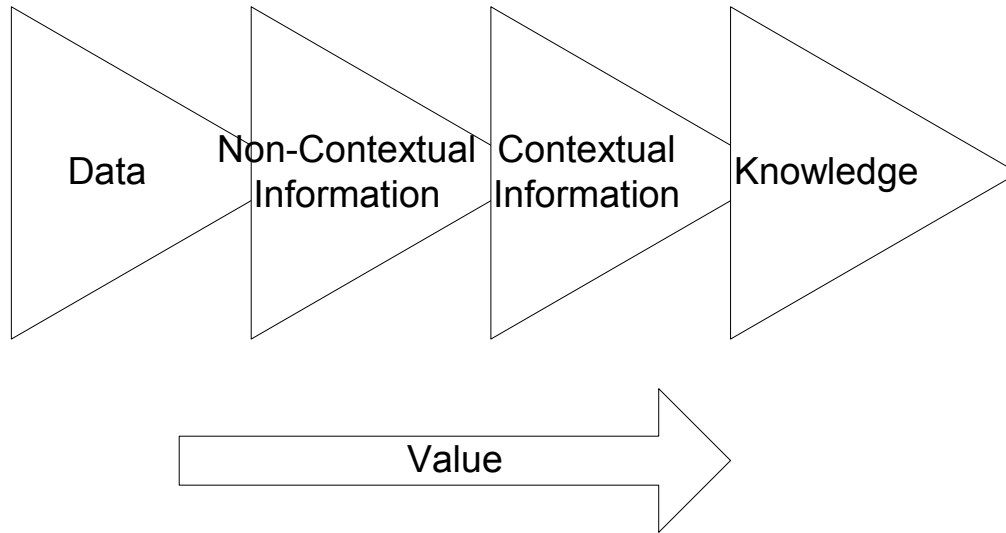 Data
Non-Contextual
Information
Contextual
Information
Knowledge
Value